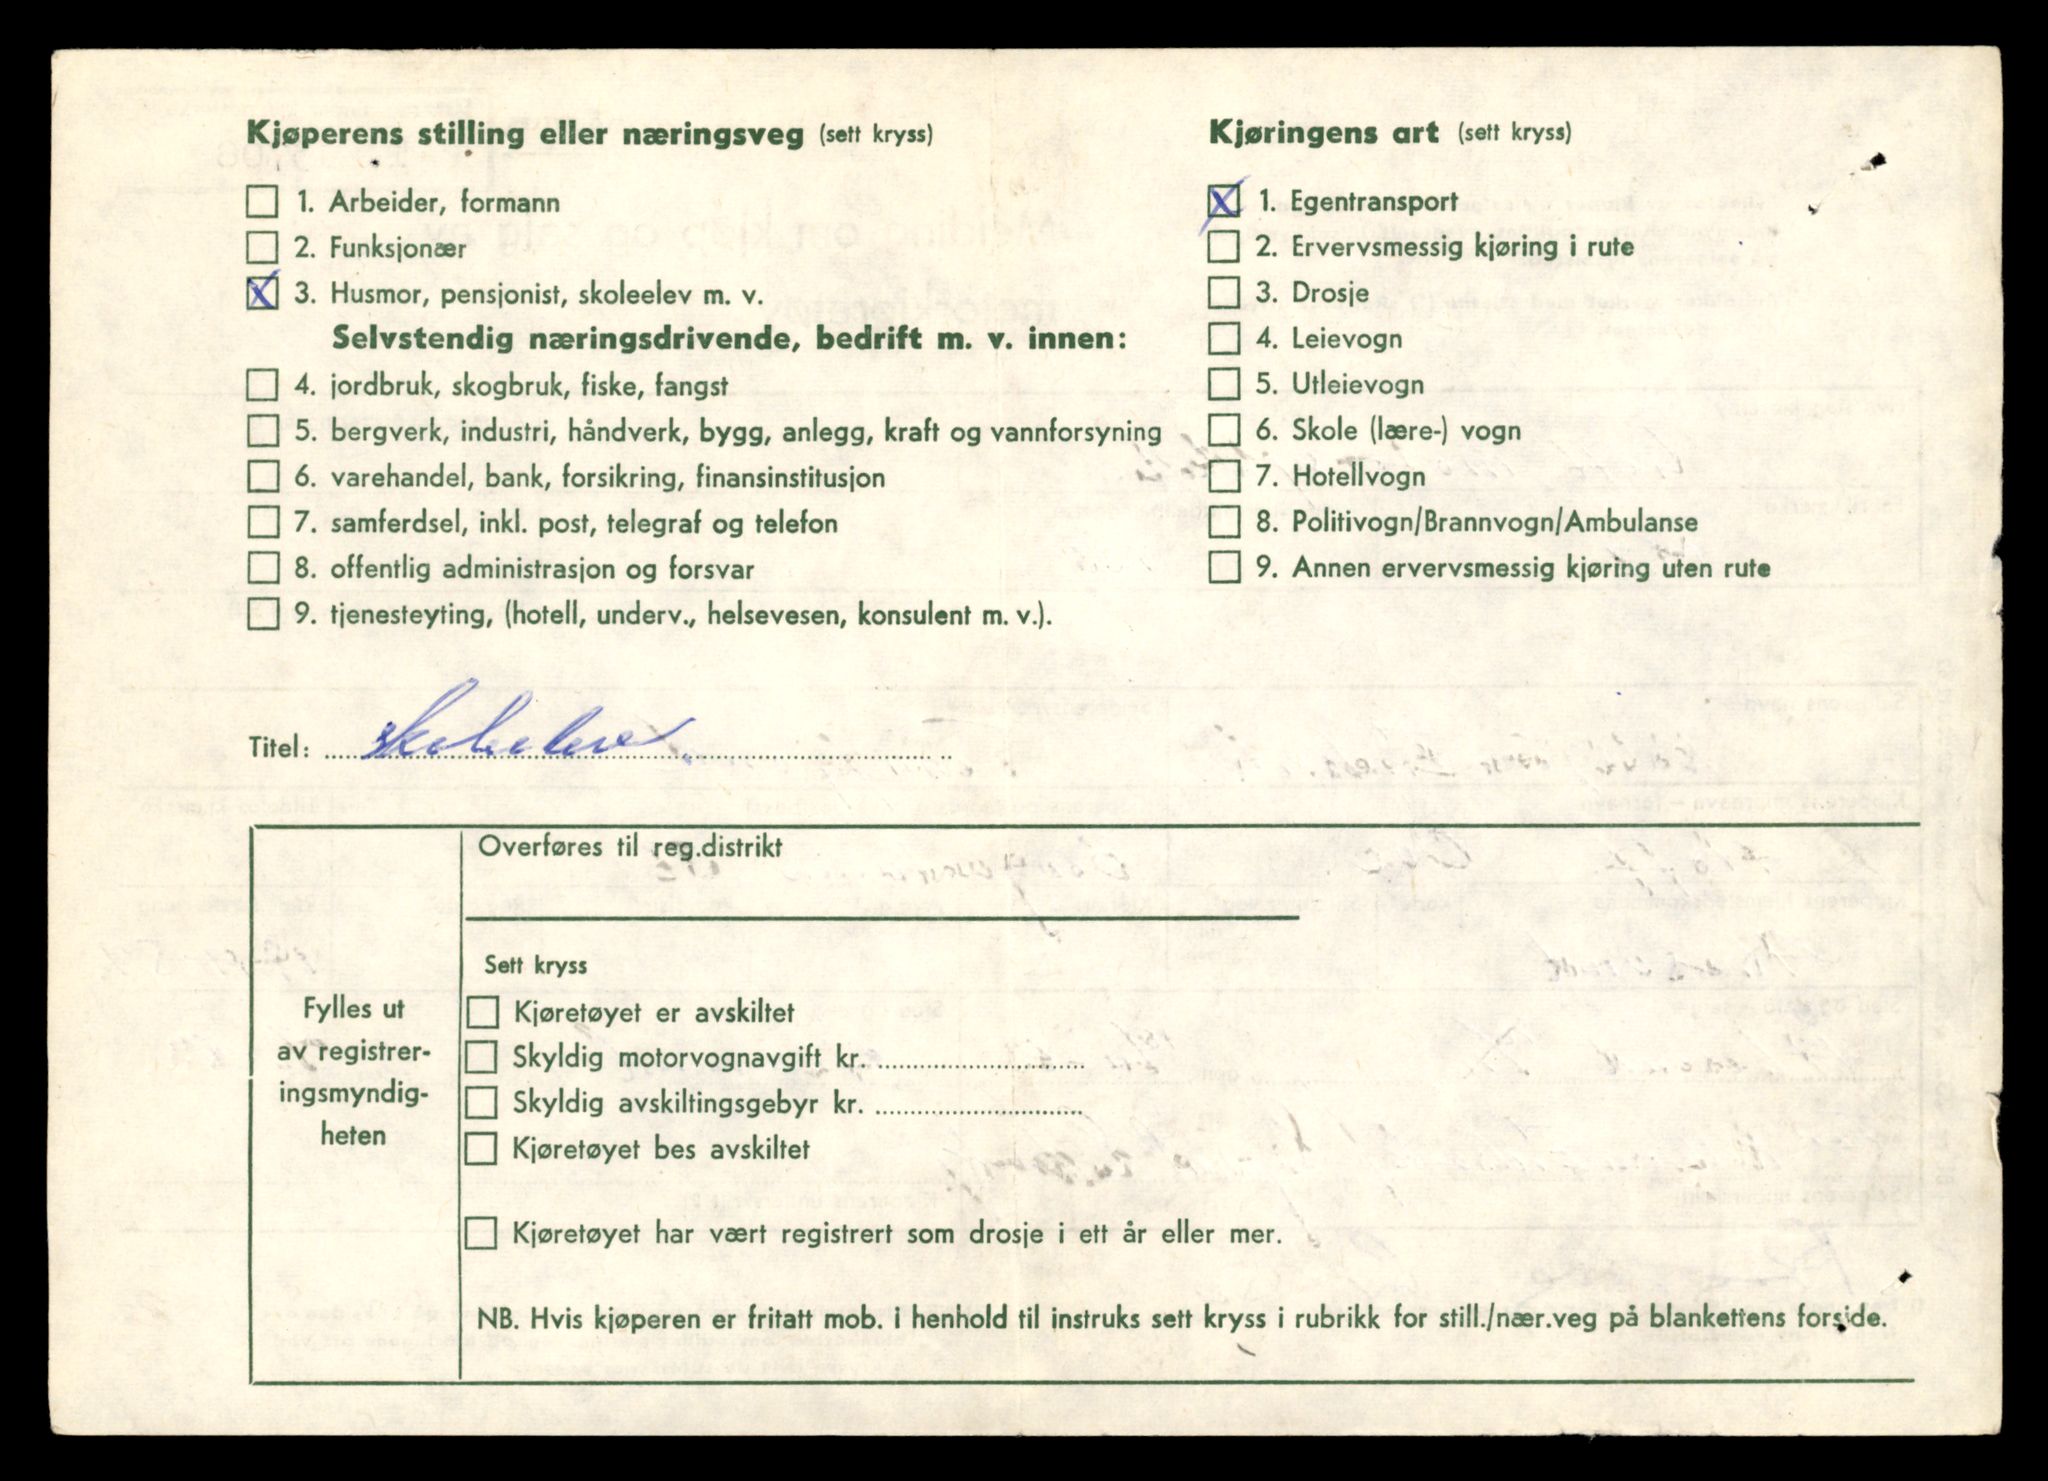 Kjøperens stilling eller næringsveg (sett kryss)
1. Arbeider, formann
2. Funksjonær
3. Husmor, pensjonist, skoleelev m. v.
Selvstendig næringsdrivende, bedrift m. v. innen:
4. jordbruk, skogbruk, fiske, fangst
5. bergverk, industri, håndverk, bygg, anlegg, kraft og vannforsyning
6. varehandel, bank, forsikring, finansinstitusjon
7. samferdsel, inkl. post, telegraf og telefon
8. offentlig administrasjon og forsvar
9. tjenesteyting, (hotell, underv., helsevesen, konsulent m. v.).
Kjøringens art (sett kryss)
1. Egentransport
2. Ervervsmessig kjøring i rute
3. Drosje
4. Leievogn
5. Utleievogn
6. Skole (lære-) vogn
7. Hotellvogn
8. Politivogn/Brannvogn/Ambulanse
9. Annen ervervsmessig kjøring uten rute
Titel: skoleelev
Fylles ut
av registrer-
ingsmyndig-
heten
Overføres til reg.distrikt
Sett kryss
Kjøretøyet er avskiltet
Skyldig motorvognavgift kr.
Skyldig avskiltingsgebyr kr.
Kjøretøyet bes avskiltet
Kjøretøyet har vært registrert som drosje i ett år eller mer.
NB. Hvis kjøperen er fritatt mob. i henhold til instruks sett kryss i rubrikk for still./nær.veg på blankettens forside.